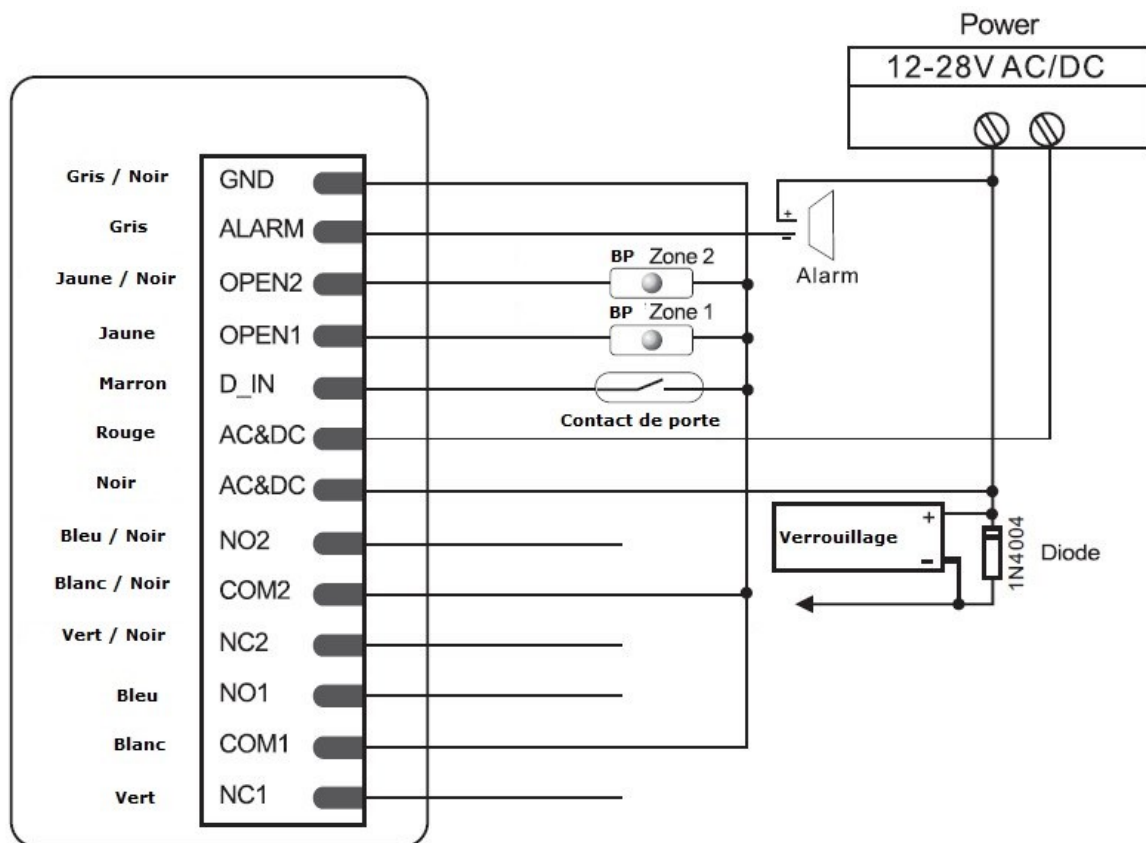 Power
12-28V AC/DC
Gris / Noir GND
Gris ALARM
+
-
Alarm
Jaune / Noir OPEN2 BP Zone 2
Jaune OPEN1 BP Zone 1
Marron D_IN
Contact de porte
Rouge AC&DC
Noir AC&DC
Bleu / Noir NO2
Verrouillage + -
1N4004
Diode
Blanc / Noir COM2
Vert / Noir NC2
Bleu NO1
Blanc COM1
Vert NC1